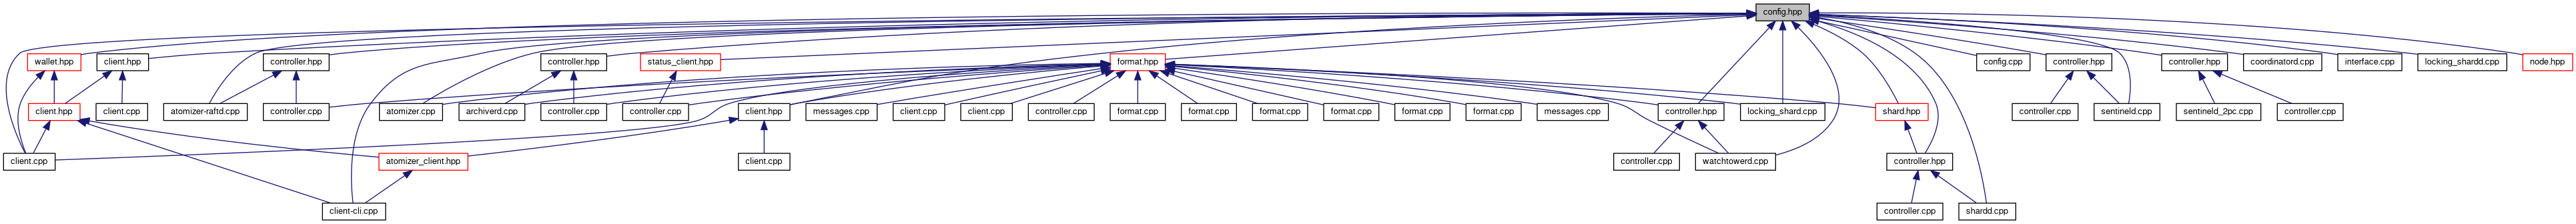 config.hpp
wallet.hpp
client.hpp
controller.hpp
controller.hpp
status_client.hpp
format.hpp
config.cpp
controller.hpp
controller.hpp
coordinatord.cpp
interface.cpp
locking_shardd.cpp
node.hpp
client.hpp
client.cpp
atomizer-raftd.cpp
controller.cpp
atomizer.cpp
archiverd.cpp
controller.cpp
controller.cpp
client.hpp
messages.cpp
client.cpp
client.cpp
controller.cpp
format.cpp
format.cpp
format.cpp
format.cpp
format.cpp
format.cpp
messages.cpp
controller.hpp
locking_shard.cpp
shard.hpp
controller.cpp
sentineld.cpp
sentineld_2pc.cpp
controller.cpp
client.cpp
atomizer_client.hpp
client.cpp
controller.cpp
watchtowerd.cpp
controller.hpp
client-cli.cpp
controller.cpp
shardd.cpp